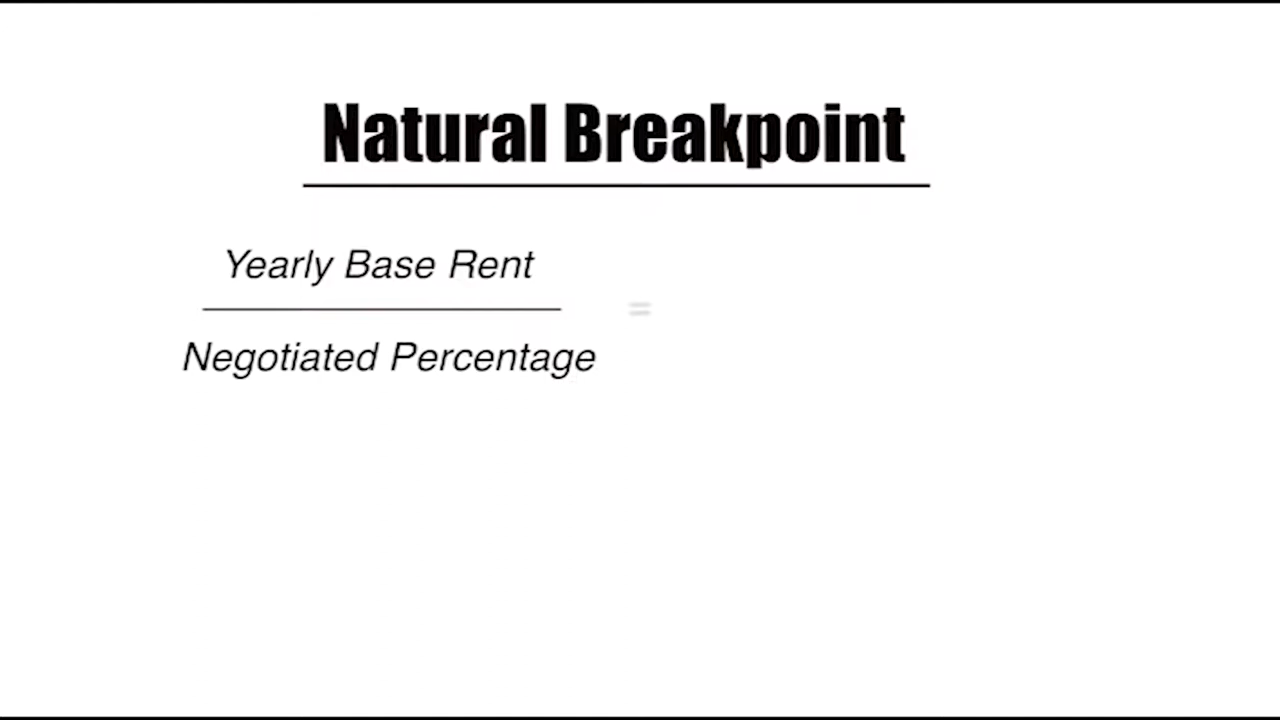 Natural Breakpoint
Yearly Base Rent
=
Negotiated Percentage